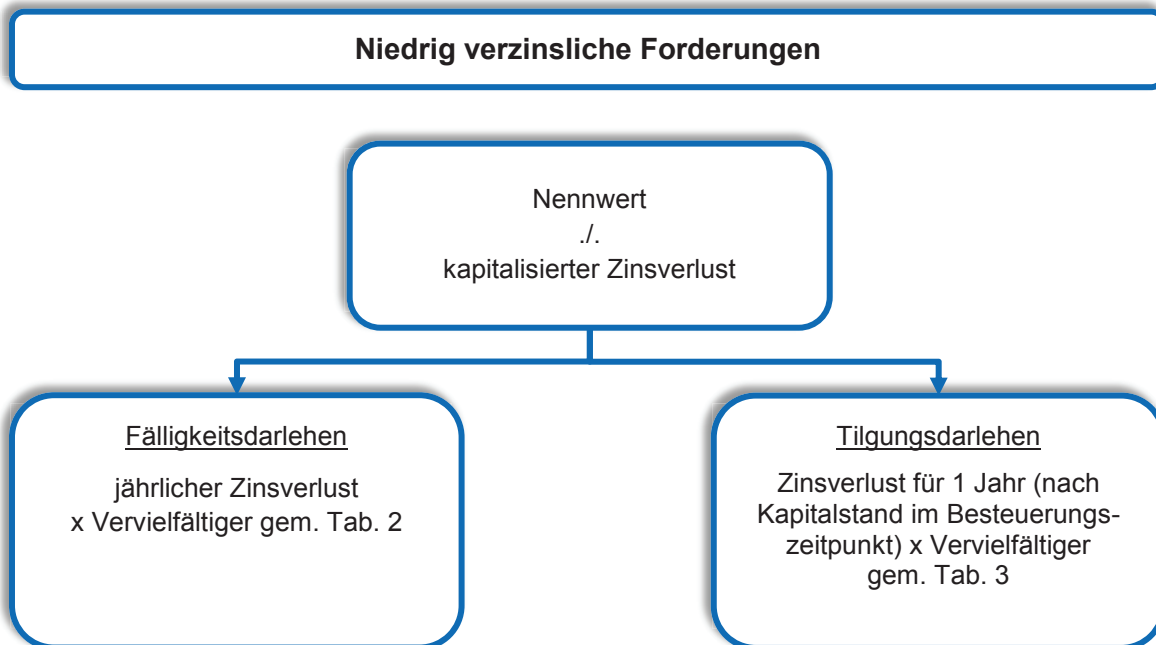 Niedrig verzinsliche Forderungen
Nennwert
./.
kapitalisierter Zinsverlust
Fälligkeitsdarlehen
jährlicher Zinsverlust
x Vervielfältiger gem. Tab. 2
Tilgungsdarlehen
Zinsverlust für 1 Jahr (nach
Kapitalstand im Besteuerungs-
zeitpunkt) x Vervielfältiger
gem. Tab. 3